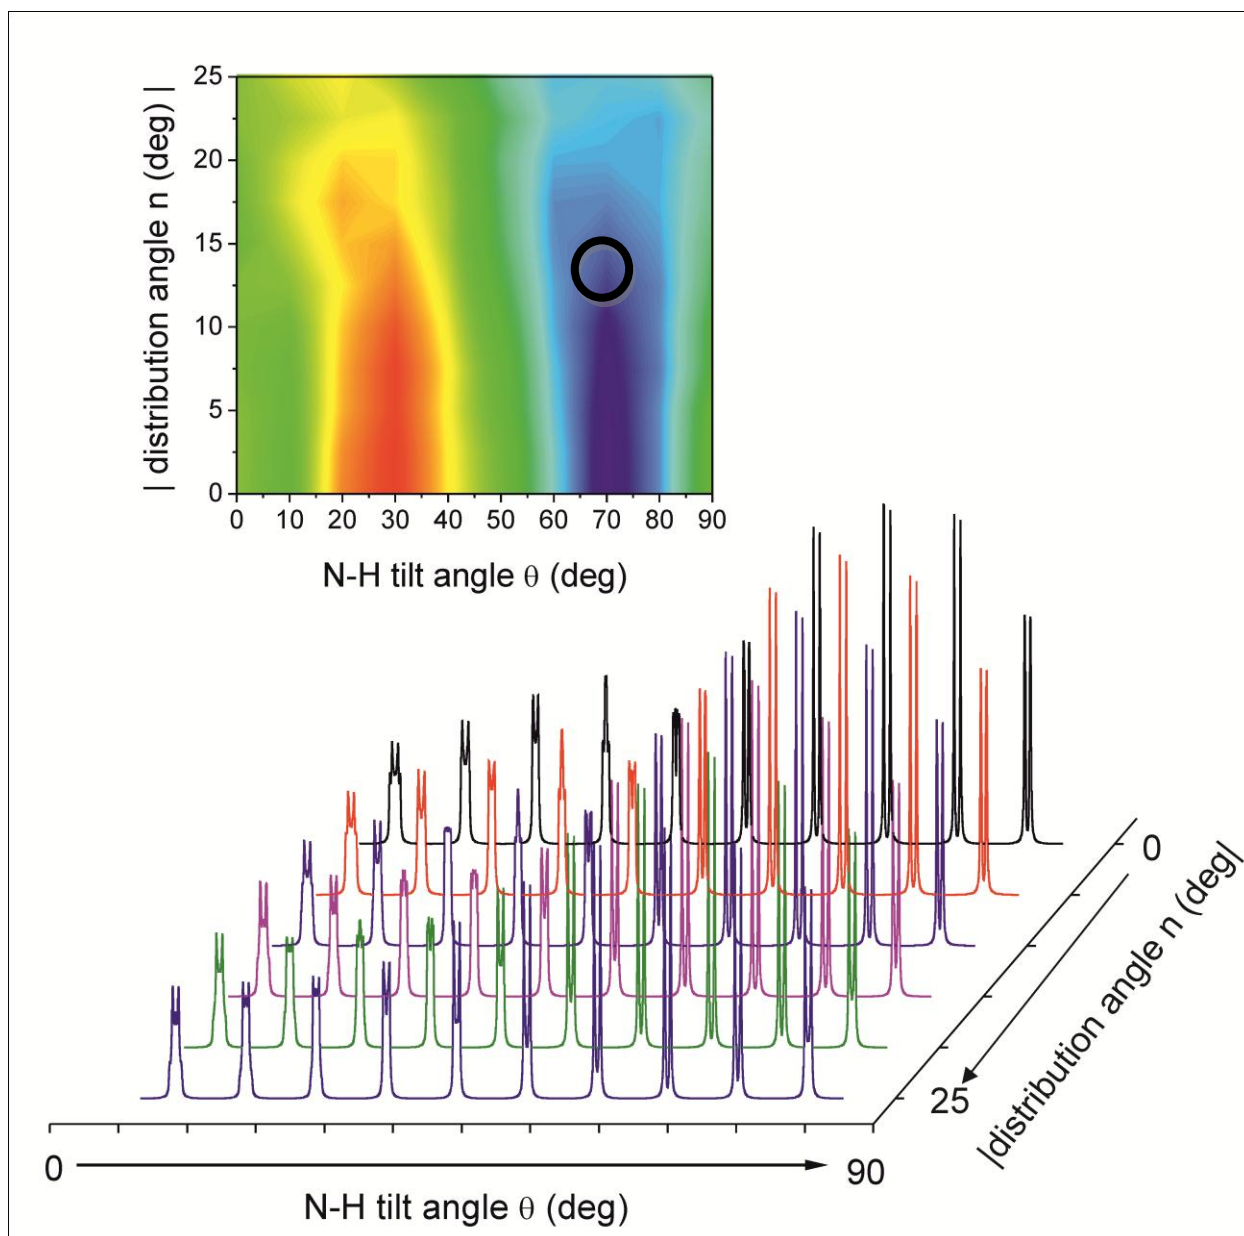 25
20
15
10
5
0
| distribution angle n (deg) |
0 10 20 30 40 50 60 70 80 90
N-H tilt angle θ (deg)
0
25
|distribution angle n (deg)|
0
90
N-H tilt angle θ (deg)